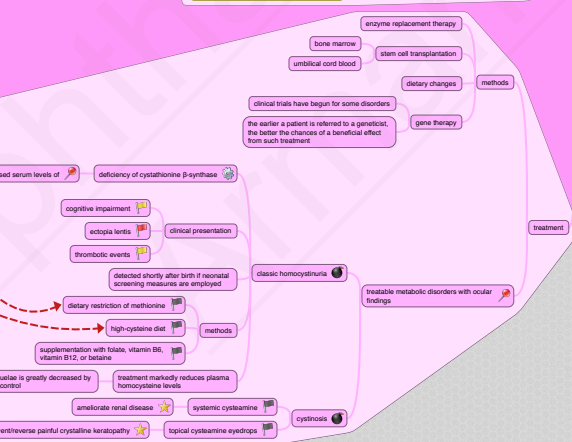 enzyme replacement therapy
bone marrow
stem cell transplantation
umbilical cord blood
dietary changes
methods
clinical trials have begun for some disorders
gene therapy
the earlier a patient is referred to a geneticist,
the better the chances of a beneficial effect
from such treatment
sed serum levels of
deficiency of cystathionine β-synthase
cognitive impairment
ectopia lentis
clinical presentation
thrombotic events
treatment
detected shortly after birth if neonatal
screening measures are employed
classic homocystinuria
treatable metabolic disorders with ocular
findings
dietary restriction of methionine
high-cysteine diet
methods
supplementation with folate, vitamin B6,
vitamin B12, or betaine
uelae is greatly decreased by
control
treatment markedly reduces plasma
homocysteine levels
ameliorate renal disease
systemic cysteamine
cystinosis
ent/reverse painful crystalline keratopathy
topical cysteamine eyedrops